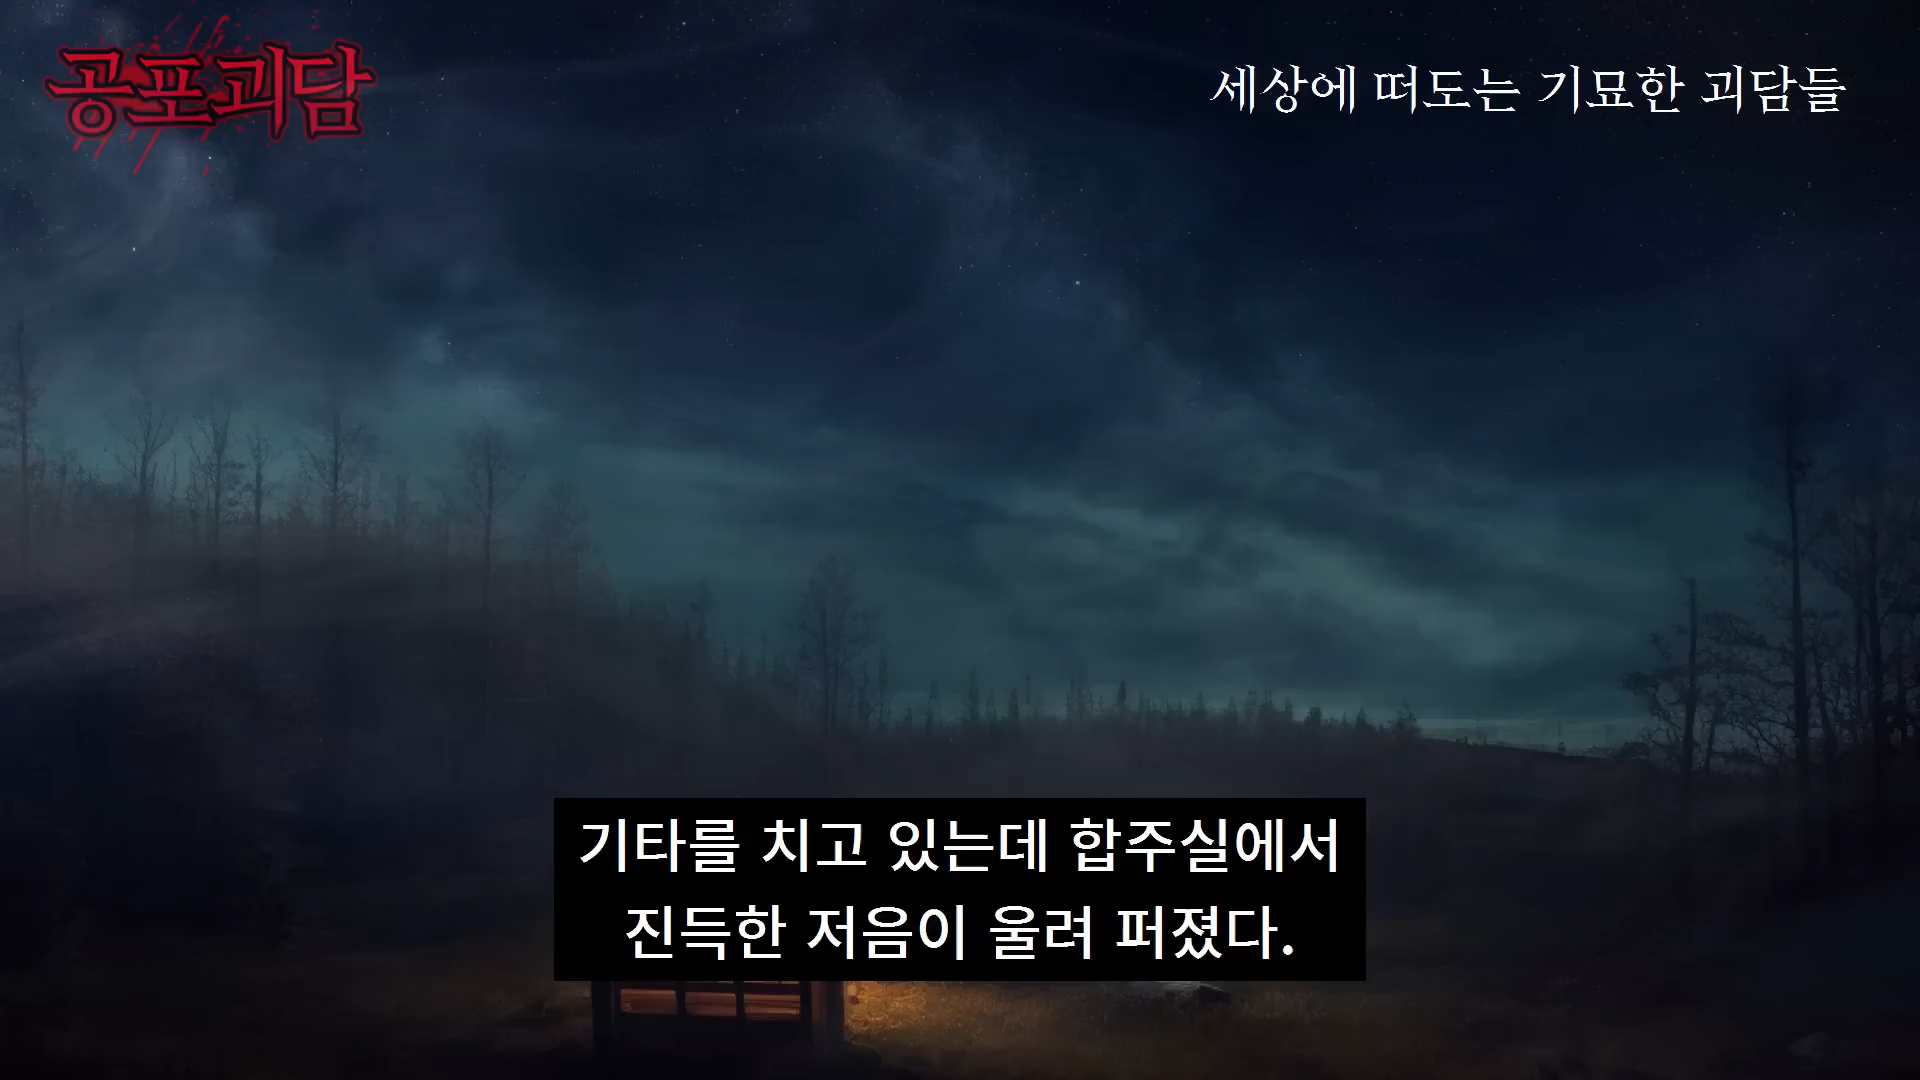 공포괴담
세상에 떠도는 기묘한 괴담들
기타를 치고 있는데 합주실에서
진득한 저음이 울려 퍼졌다.